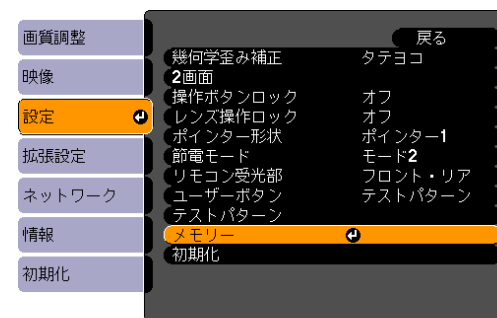 画質調整
映像
設定
拡張設定
ネットワーク
情報
初期化
戻る
幾何学歪み補正 タテヨコ
2画面
操作ボタンロック オフ
レンズ操作ロック オフ
ポインター形状 ポインター1
節電モード モード2
リモコン受光部 フロント・リア
ユーザーボタン テストパターン
テストパターン
メモリー
初期化